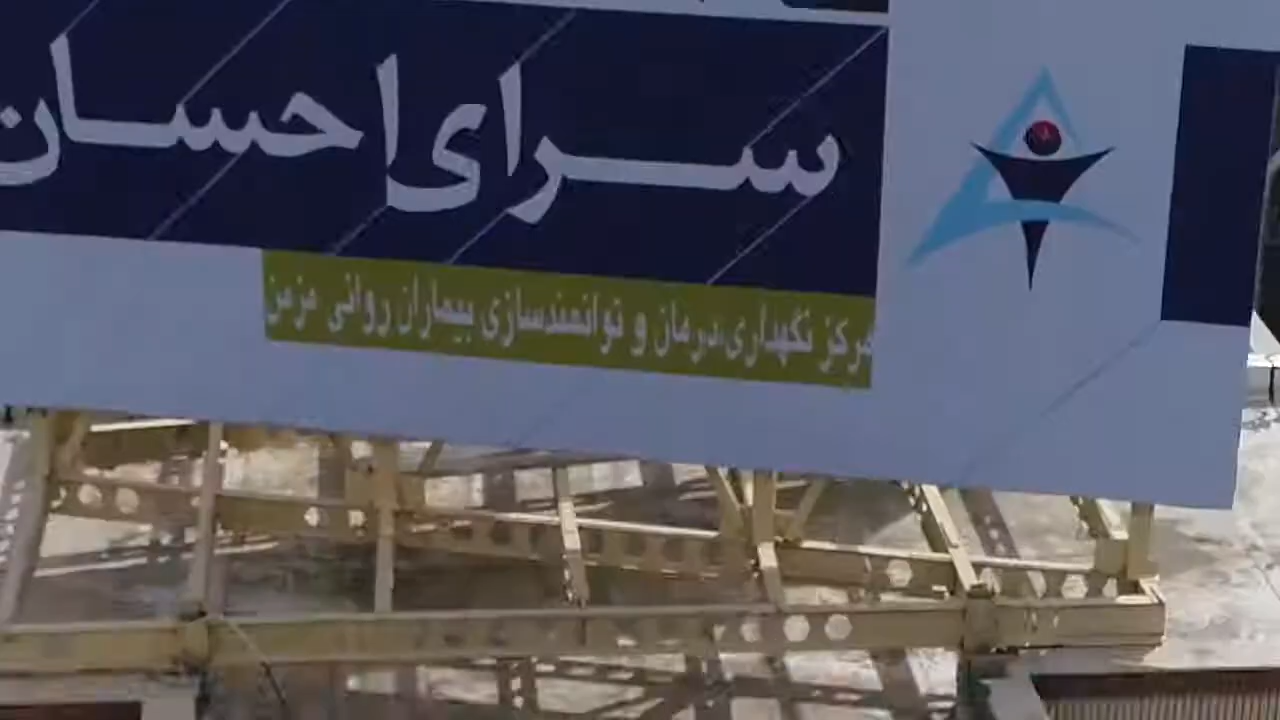 سرای احسان
مرکز نگهداری،درمان و توانمندسازی بیماران روانی مزمن